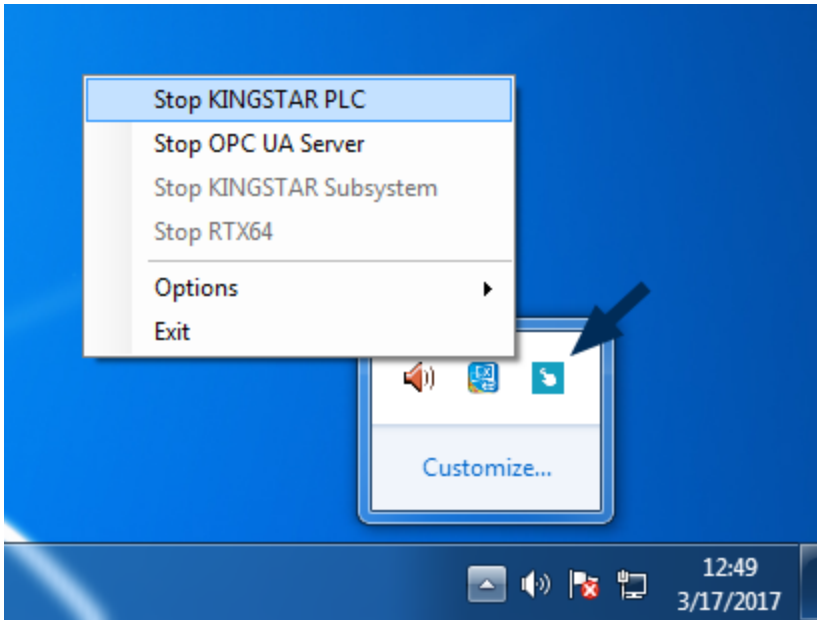 Stop KINGSTAR PLC
Stop OPC UA Server
Stop KINGSTAR Subsystem
Stop RTX64
Options
Exit
Customize...
12:49
3/17/2017